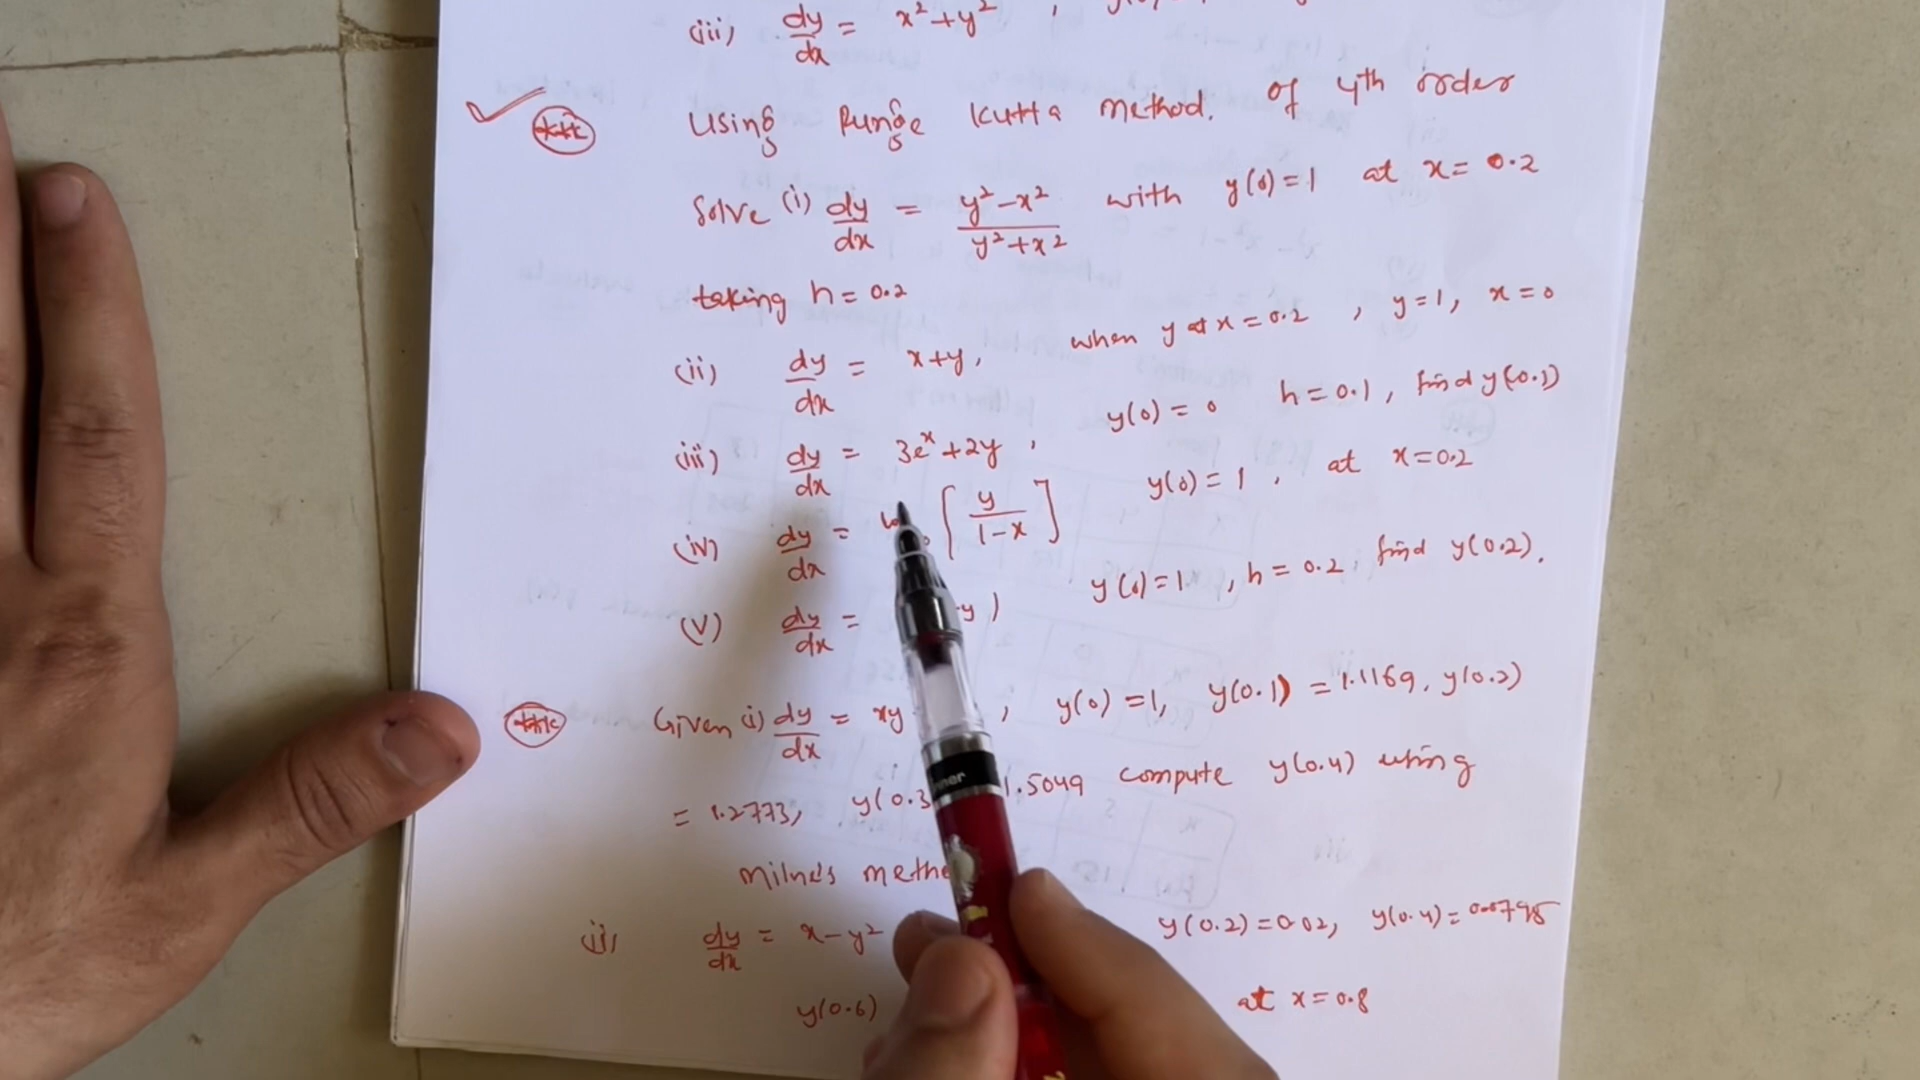 (iii) dy/dx = x²+y²,
*** Using Runge Kutta method. of 4th order
Solve (i) dy/dx = y²-x²/y²+x² with y(0)=1 at x= 0.2
taking h=0.2
(ii) dy/dx = x+y, when y at x=0.2 , y=1, x=0
(iii) dy/dx = 3eˣ+2y , y(0) = 0 h=0.1, find y(0.1)
(iv) dy/dx = [y/1-x] y(0)=1 . at x=0.2
(v) dy/dx = y) y(0)=1 , h=0.2 find y(0.2).
Given (i) dy/dx = xy , y(0)=1, y(0.1) = 1.1169, y(0.2)
= 1.2773, y(0.3 1.5049 compute y(0.4) using
Milne's
(ii) dy/dx = x-y² y(0.2)=0.02, y(0.4)=
y(0.6) at x=0.8